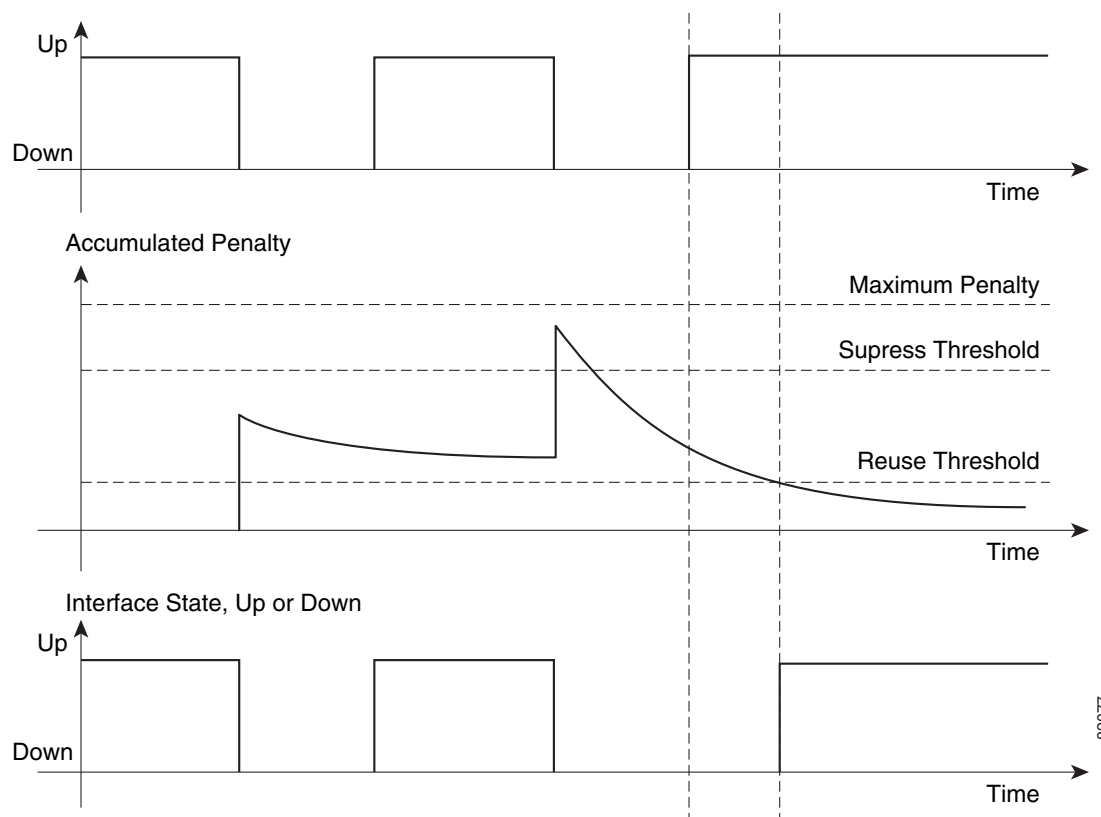 Up
Down
Time
Accumulated Penalty
Maximum Penalty
Supress Threshold
Reuse Threshold
Time
Interface State, Up or Down
Up
Down
Time